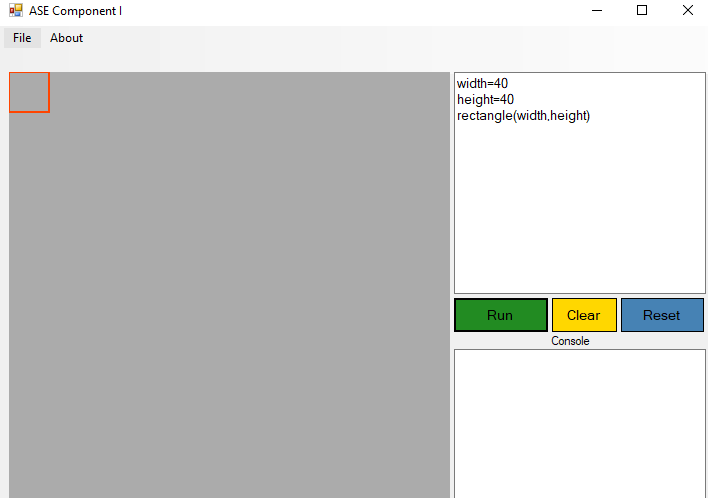 ASE Component I
File About
width=40
height=40
rectangle(width,height)
Run Clear Reset
Console